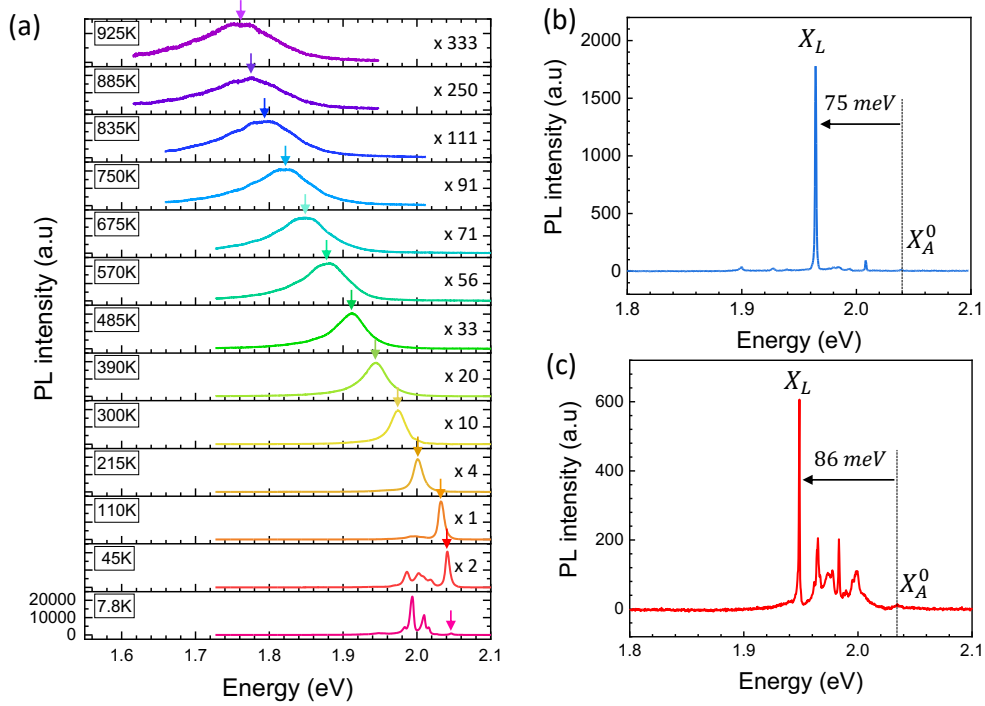 (a)
925K
x 333
885K
x 250
835K
x 111
750K
x 91
675K
x 71
570K
x 56
485K
x 33
390K
x 20
300K
x 10
215K
x 4
110K
x 1
45K
x 2
20000
10000
0
7.8K
1.6 1.7 1.8 1.9 2.0 2.1
Energy (eV)
PL intensity (a.u)
(b)
2000
1500
1000
500
0
X_L
75 meV
X_A^0
1.8 1.9 2.0 2.1
Energy (eV)
PL intensity (a.u)
(c)
600
400
200
0
X_L
86 meV
X_A^0
1.8 1.9 2.0 2.1
Energy (eV)
PL intensity (a.u)